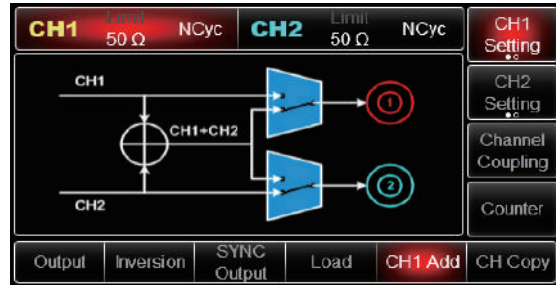 CH1 Limit 50 Ω NCyc CH2 Limit 50 Ω NCyc
CH1 Setting
CH2 Setting
Channel Coupling
Counter
CH1
CH1+CH2
CH2
1
2
Output Inversion SYNC Output Load CH1 Add CH Copy